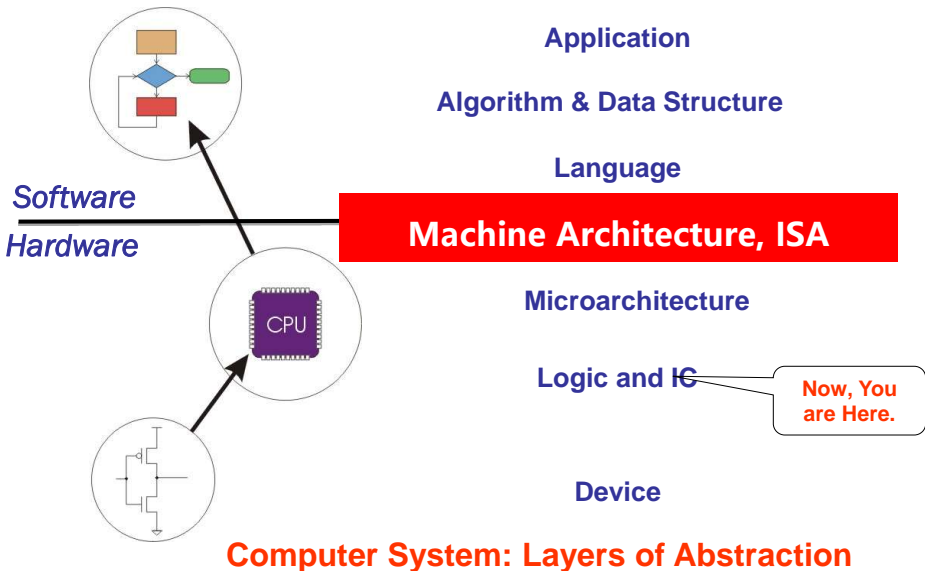 Application
Algorithm & Data Structure
Language
Software
Hardware
Machine Architecture, ISA
CPU
Microarchitecture
Logic and IC
Now, You
are Here.
Device
Computer System: Layers of Abstraction